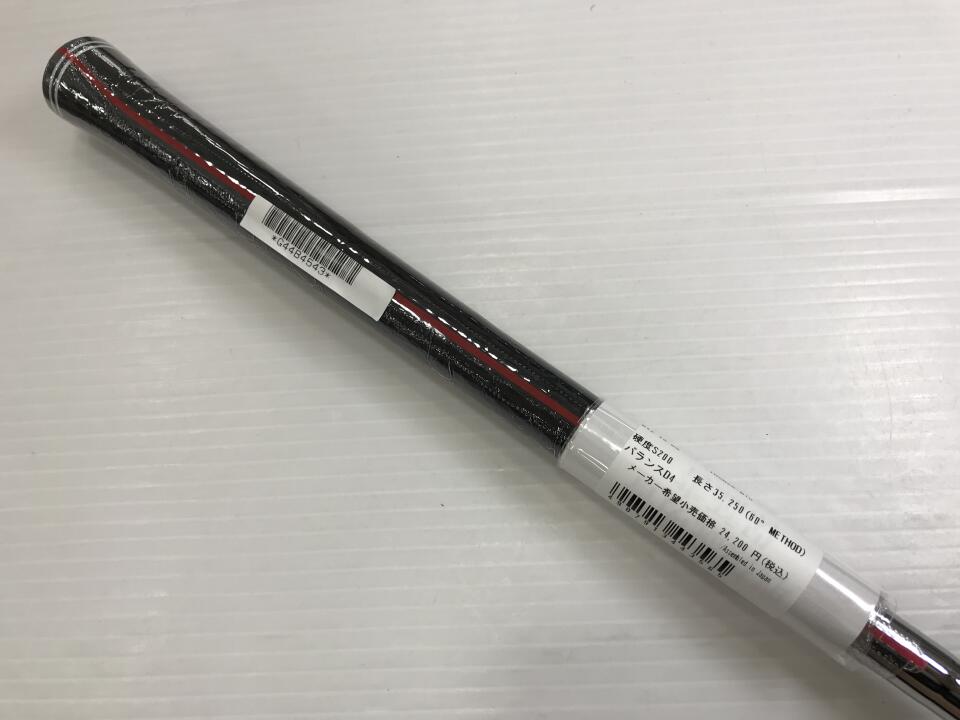 *G44B4543*
硬度S200 長さ35.250(60° METHOD)
バランスD4
メーカー希望小売価格 24,200 円(税込)
/Assembled in Japan